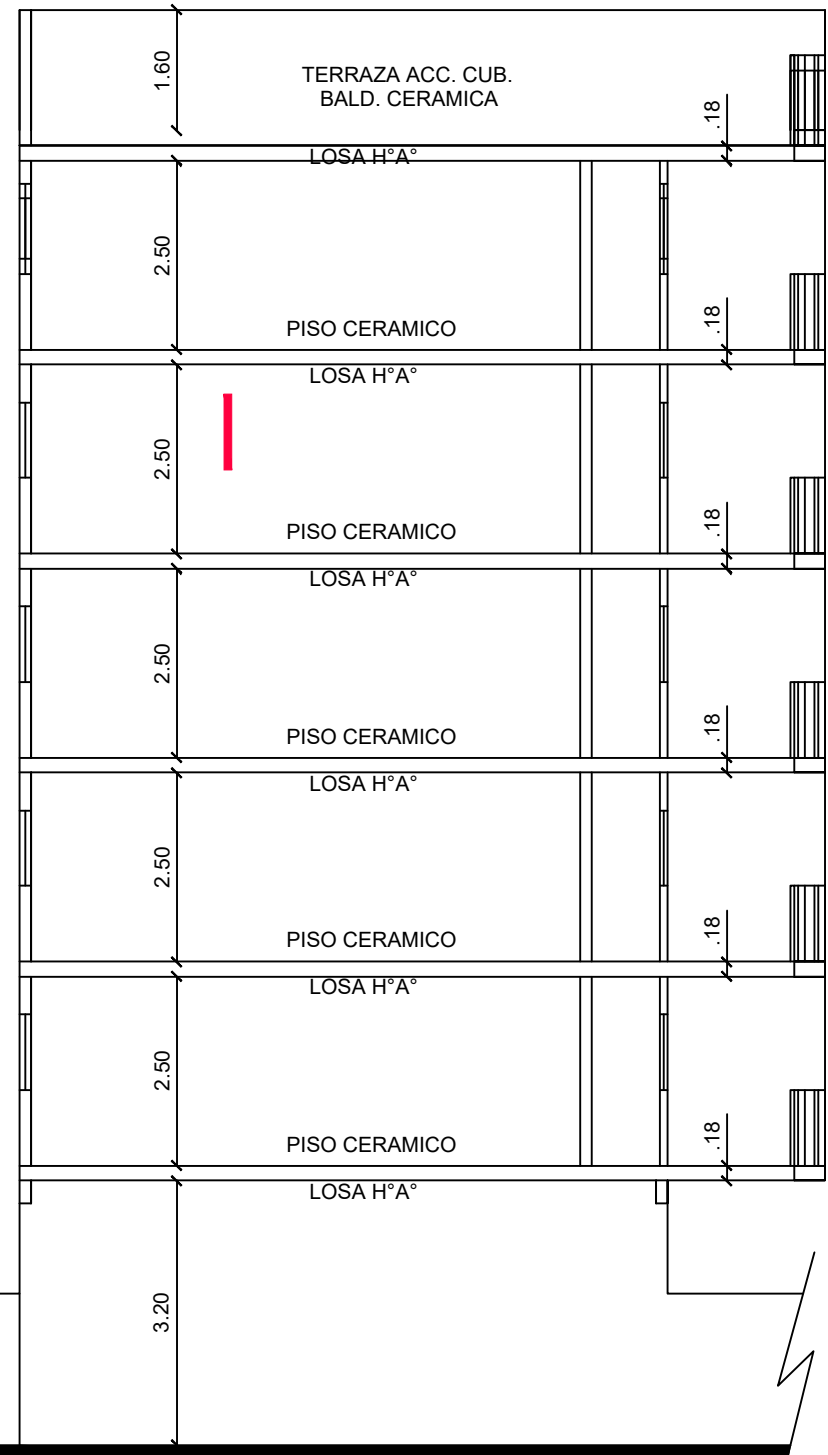 1.60
TERRAZA ACC. CUB.
BALD. CERAMICA
.18
LOSA H°A°
2.50
PISO CERAMICO
.18
LOSA H°A°
2.50
PISO CERAMICO
.18
LOSA H°A°
2.50
PISO CERAMICO
.18
LOSA H°A°
2.50
PISO CERAMICO
.18
LOSA H°A°
2.50
PISO CERAMICO
.18
LOSA H°A°
3.20